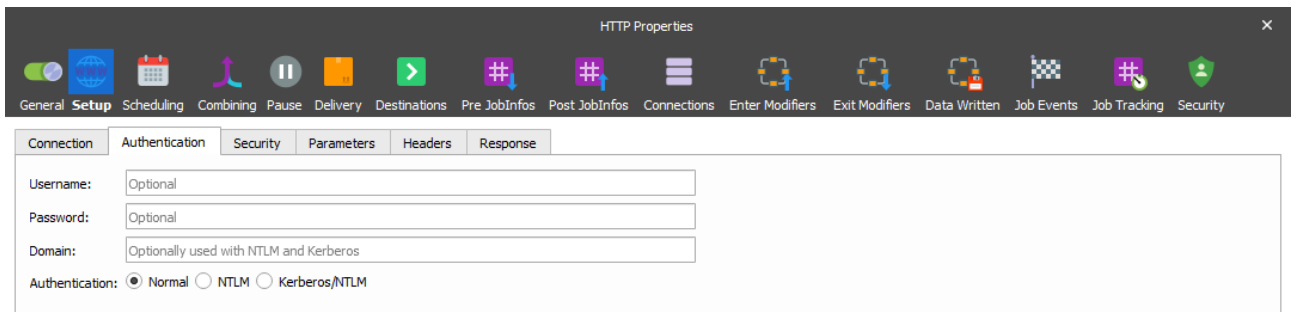 HTTP Properties
General Setup Scheduling Combining Pause Delivery Destinations Pre JobInfos Post JobInfos Connections Enter Modifiers Exit Modifiers Data Written Job Events Job Tracking Security
Connection Authentication Security Parameters Headers Response
Username: Optional
Password: Optional
Domain: Optionally used with NTLM and Kerberos
Authentication: Normal NTLM Kerberos/NTLM